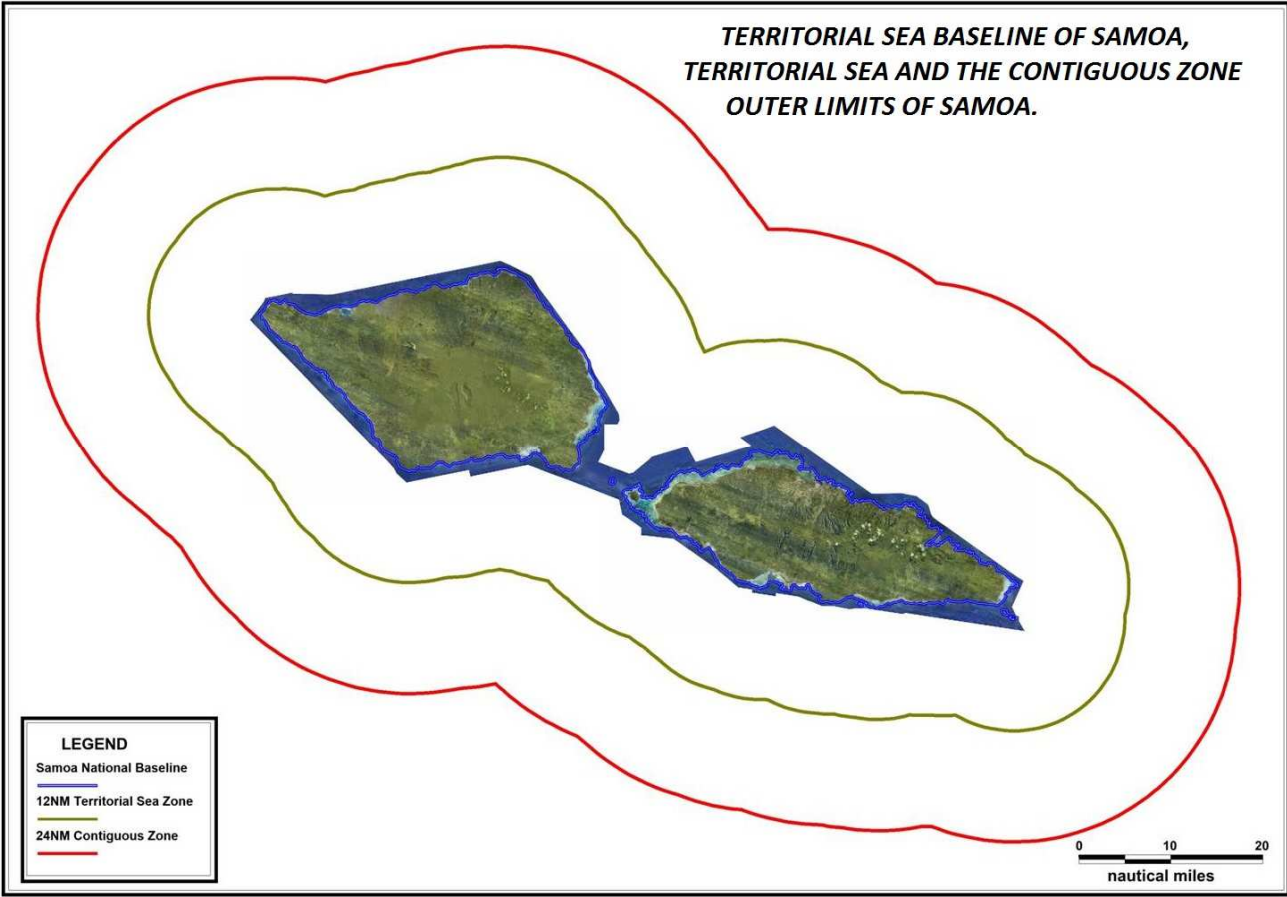 TERRITORIAL SEA BASELINE OF SAMOA,
TERRITORIAL SEA AND THE CONTIGUOUS ZONE
OUTER LIMITS OF SAMOA.
LEGEND
Samoa National Baseline
12NM Territorial Sea Zone
24NM Contiguous Zone
0 10 20
nautical miles